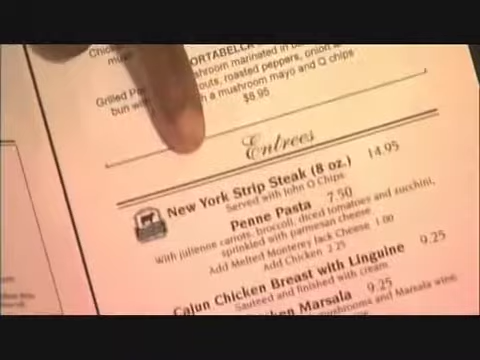 Chicken
PORTABELLA
mushroom marinated in
sprouts, roasted peppers, onion
Grilled
bun with a mushroom mayo and Q chips
$8.95
Entrees
New York Strip Steak (8 oz.) 14.95
Served with John Q Chips
Penne Pasta 7.50
with julienne carrots, broccoli, diced tomatoes and zucchini,
sprinkled with parmesan cheese
Add Melted Monterey Jack Cheese 1.00
Add Chicken 2.25
Cajun Chicken Breast with Linguine 9.25
Sauteed and finished with cream.
Chicken Marsala 9.25
mushrooms and Marsala wine